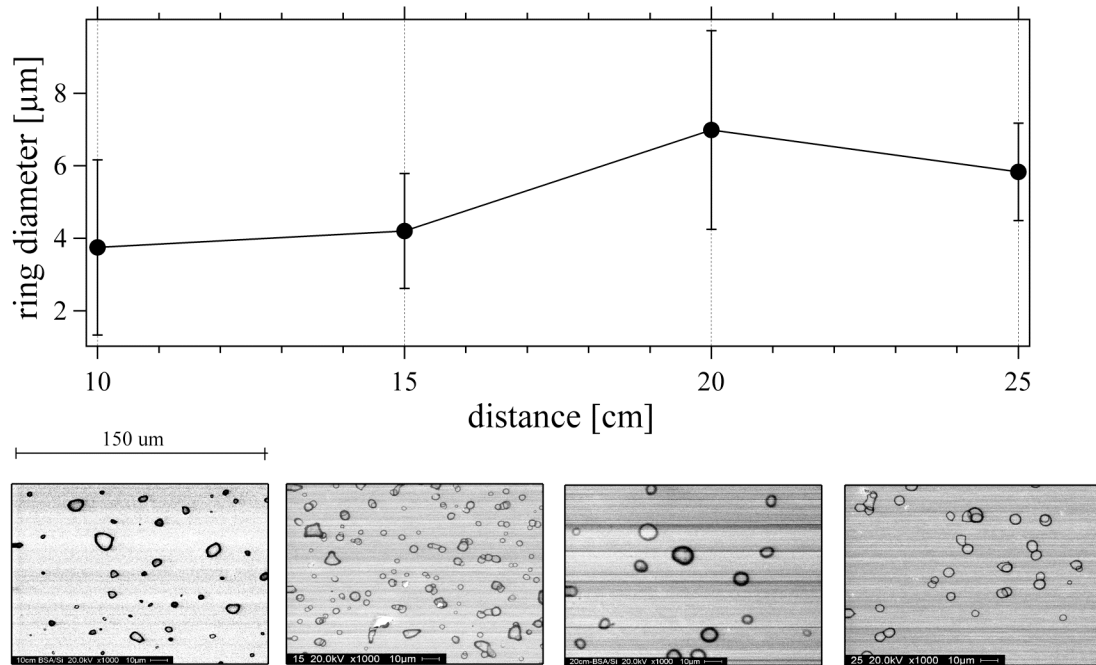 ring diameter [µm]
8
6
4
2
10
15
20
25
distance [cm]
150 um
10cm BSA/Si 20.0kV x1000 10µm
15 20.0kV x1000 10µm
20cm-BSA/Si 20.0kV x1000 10µm
25 20.0kV x1000 10µm